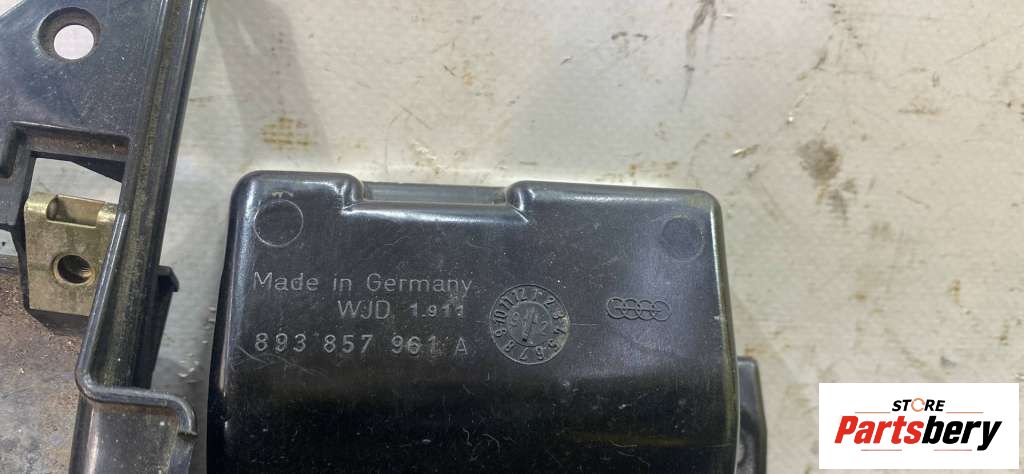 Made in Germany
WJD 1.911
893 857 961 A
STORE
Partsbery